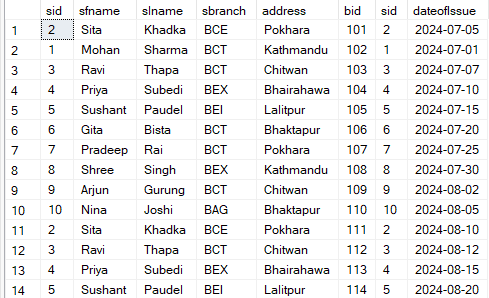 sid sfname slname sbranch address bid sid dateofIssue
1 2 Sita Khadka BCE Pokhara 101 2 2024-07-05
2 1 Mohan Sharma BCT Kathmandu 102 1 2024-07-01
3 3 Ravi Thapa BCT Chitwan 103 3 2024-07-07
4 4 Priya Subedi BEX Bhairahawa 104 4 2024-07-10
5 5 Sushant Paudel BEI Lalitpur 105 5 2024-07-15
6 6 Gita Bista BCT Bhaktapur 106 6 2024-07-20
7 7 Pradeep Rai BCT Pokhara 107 7 2024-07-25
8 8 Shree Singh BEX Kathmandu 108 8 2024-07-30
9 9 Arjun Gurung BCT Chitwan 109 9 2024-08-02
10 10 Nina Joshi BAG Bhaktapur 110 10 2024-08-05
11 2 Sita Khadka BCE Pokhara 111 2 2024-08-10
12 3 Ravi Thapa BCT Chitwan 112 3 2024-08-12
13 4 Priya Subedi BEX Bhairahawa 113 4 2024-08-15
14 5 Sushant Paudel BEI Lalitpur 114 5 2024-08-20